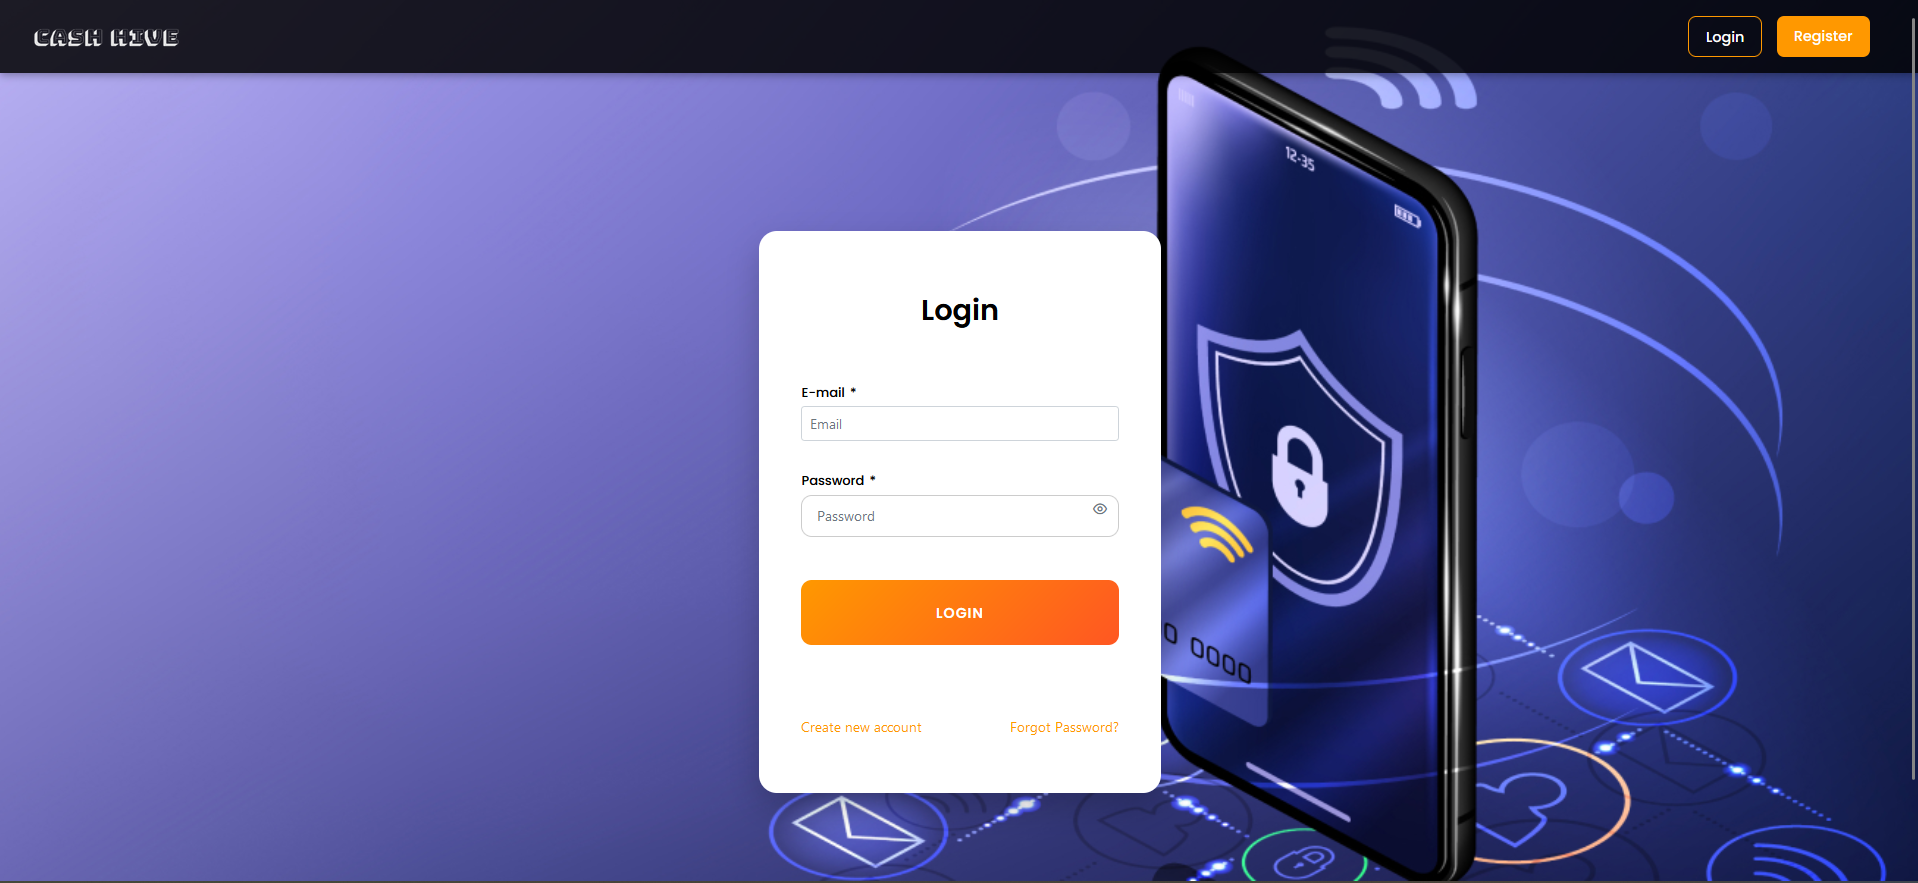 CASH HIVE
Login
Register
12:35
Login
E-mail *
Email
Password *
Password
0 0000
LOGIN
Create new account
Forgot Password?